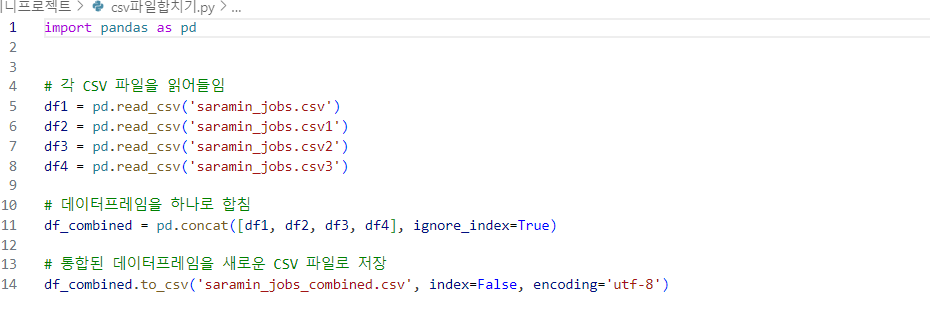 니프로젝트 > csv파일합치기.py > ...
1 import pandas as pd
2
3
4 # 각 CSV 파일을 읽어들임
5 df1 = pd.read_csv('saramin_jobs.csv')
6 df2 = pd.read_csv('saramin_jobs.csv1')
7 df3 = pd.read_csv('saramin_jobs.csv2')
8 df4 = pd.read_csv('saramin_jobs.csv3')
9
10 # 데이터프레임을 하나로 합침
11 df_combined = pd.concat([df1, df2, df3, df4], ignore_index=True)
12
13 # 통합된 데이터프레임을 새로운 CSV 파일로 저장
14 df_combined.to_csv('saramin_jobs_combined.csv', index=False, encoding='utf-8')